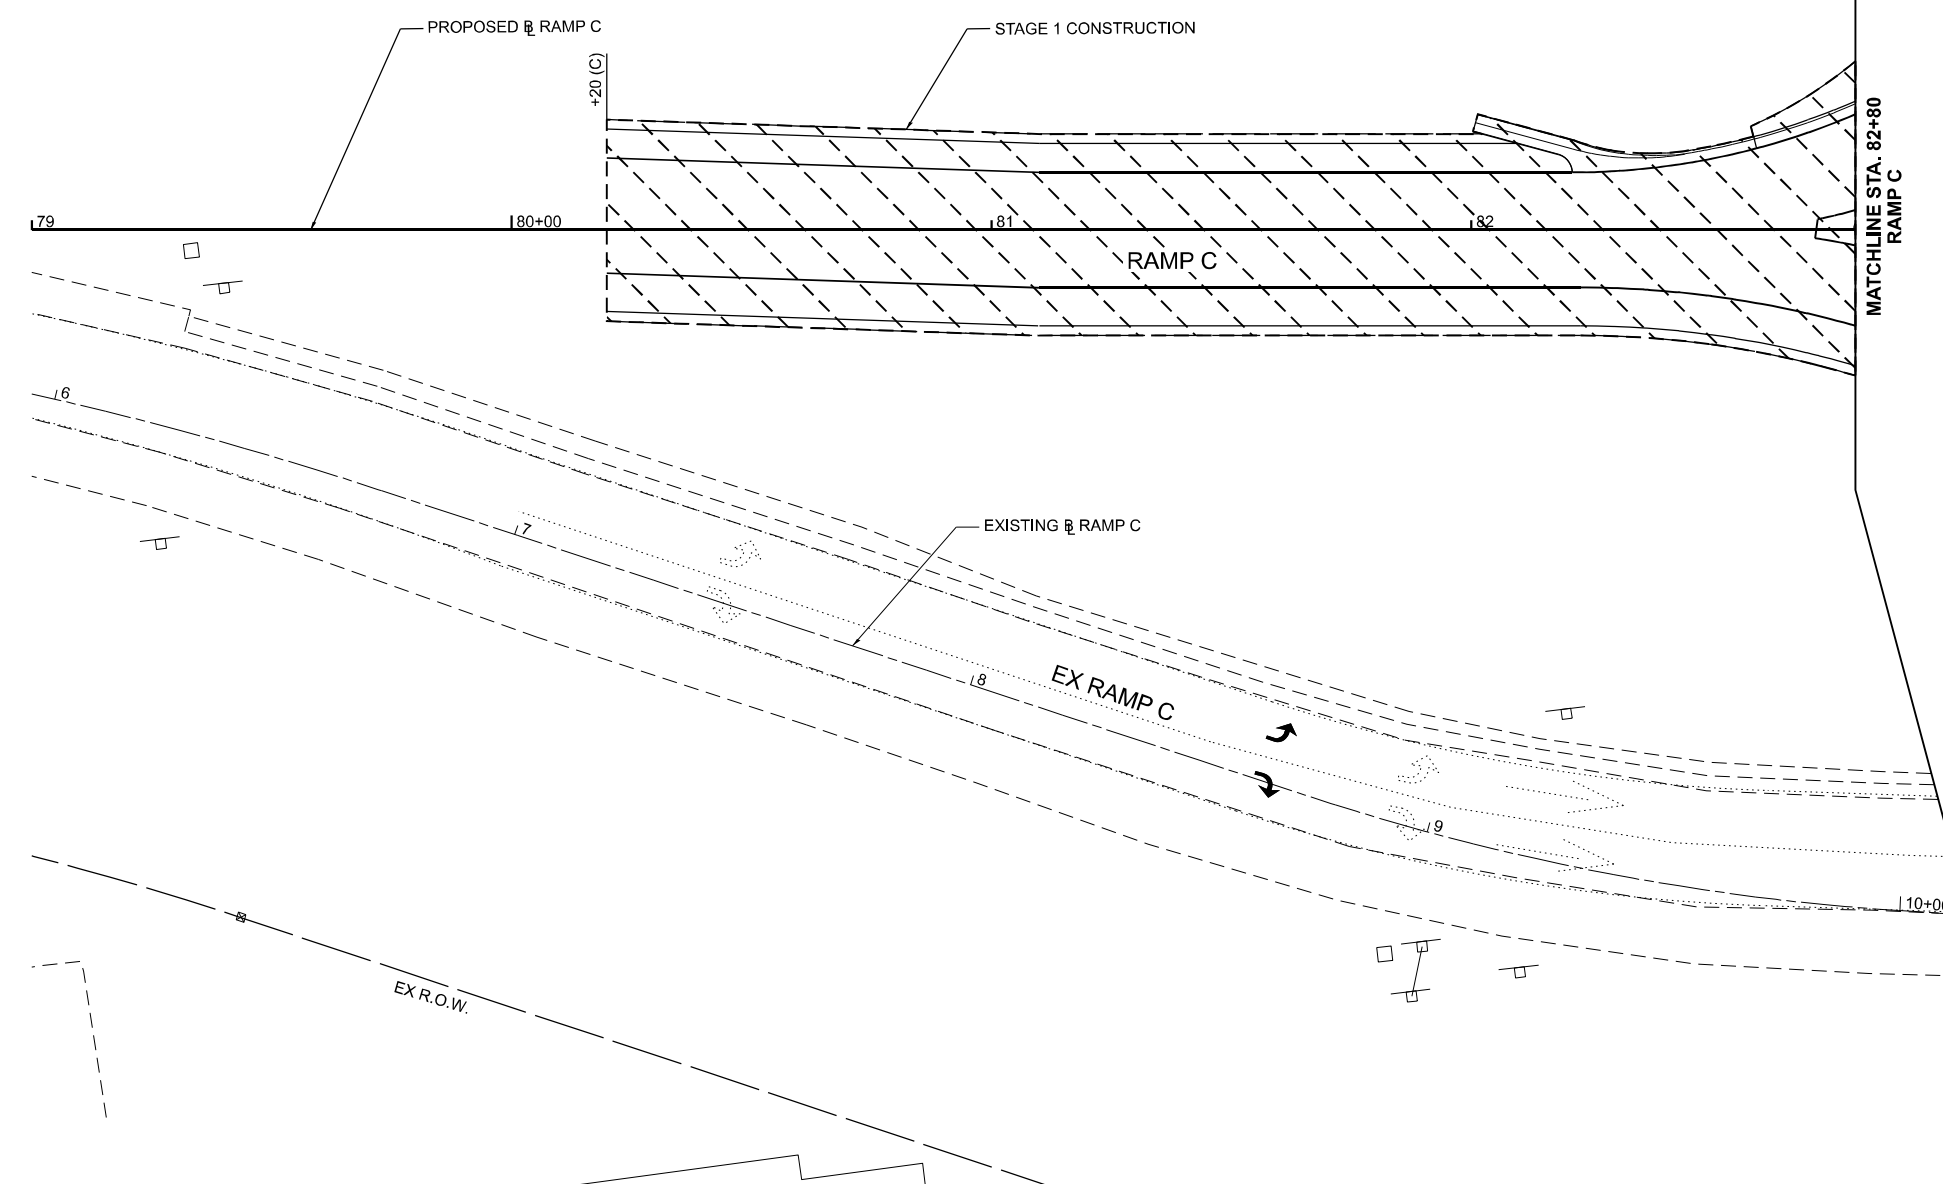 PROPOSED ⅊ RAMP C
STAGE 1 CONSTRUCTION
+20 (C)
79
80+00
81
82
RAMP C
MATCHLINE STA. 82+80
RAMP C
6
7
EXISTING ⅊ RAMP C
8
EX RAMP C
9
10+00
EX R.O.W.